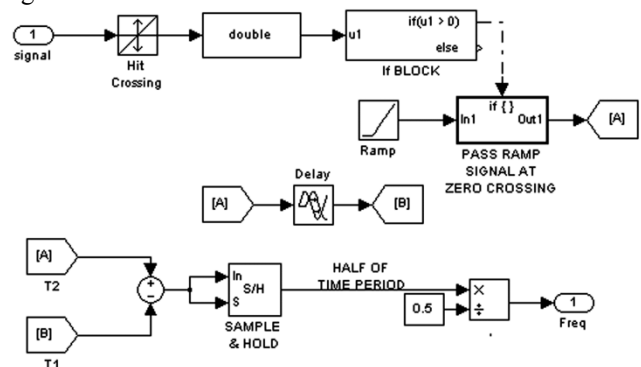 1
signal
Hit
Crossing
double
u1
if(u1 > 0)
else
If BLOCK
Ramp
In1
if { }
Out1
[A]
PASS RAMP
SIGNAL AT
ZERO CROSSING
Delay
[A]
[B]
[A]
T2
[B]
T1
+
−
In
S/H
S
SAMPLE
& HOLD
HALF OF
TIME PERIOD
0.5
×
÷
1
Freq